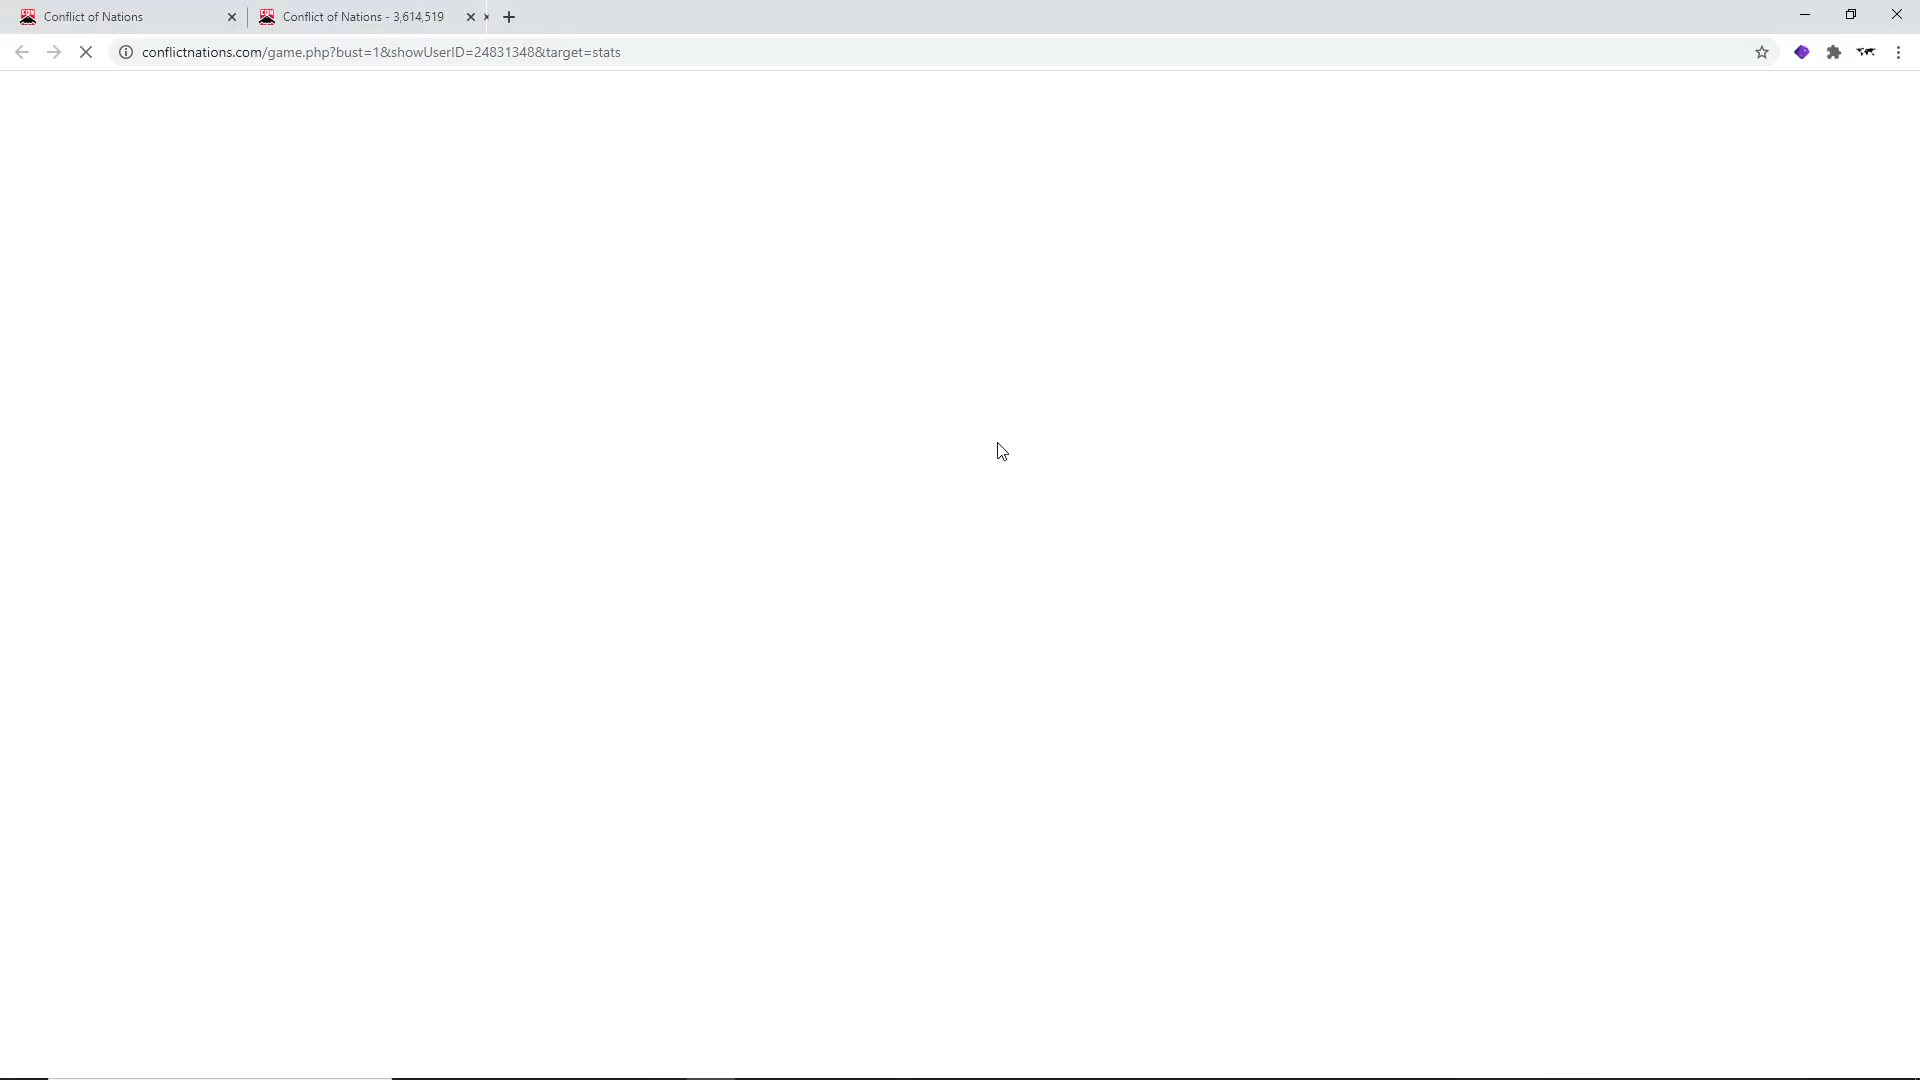 Conflict of Nations
Conflict of Nations - 3,614,519
conflictnations.com/game.php?bust=1&showUserID=24831348&target=stats